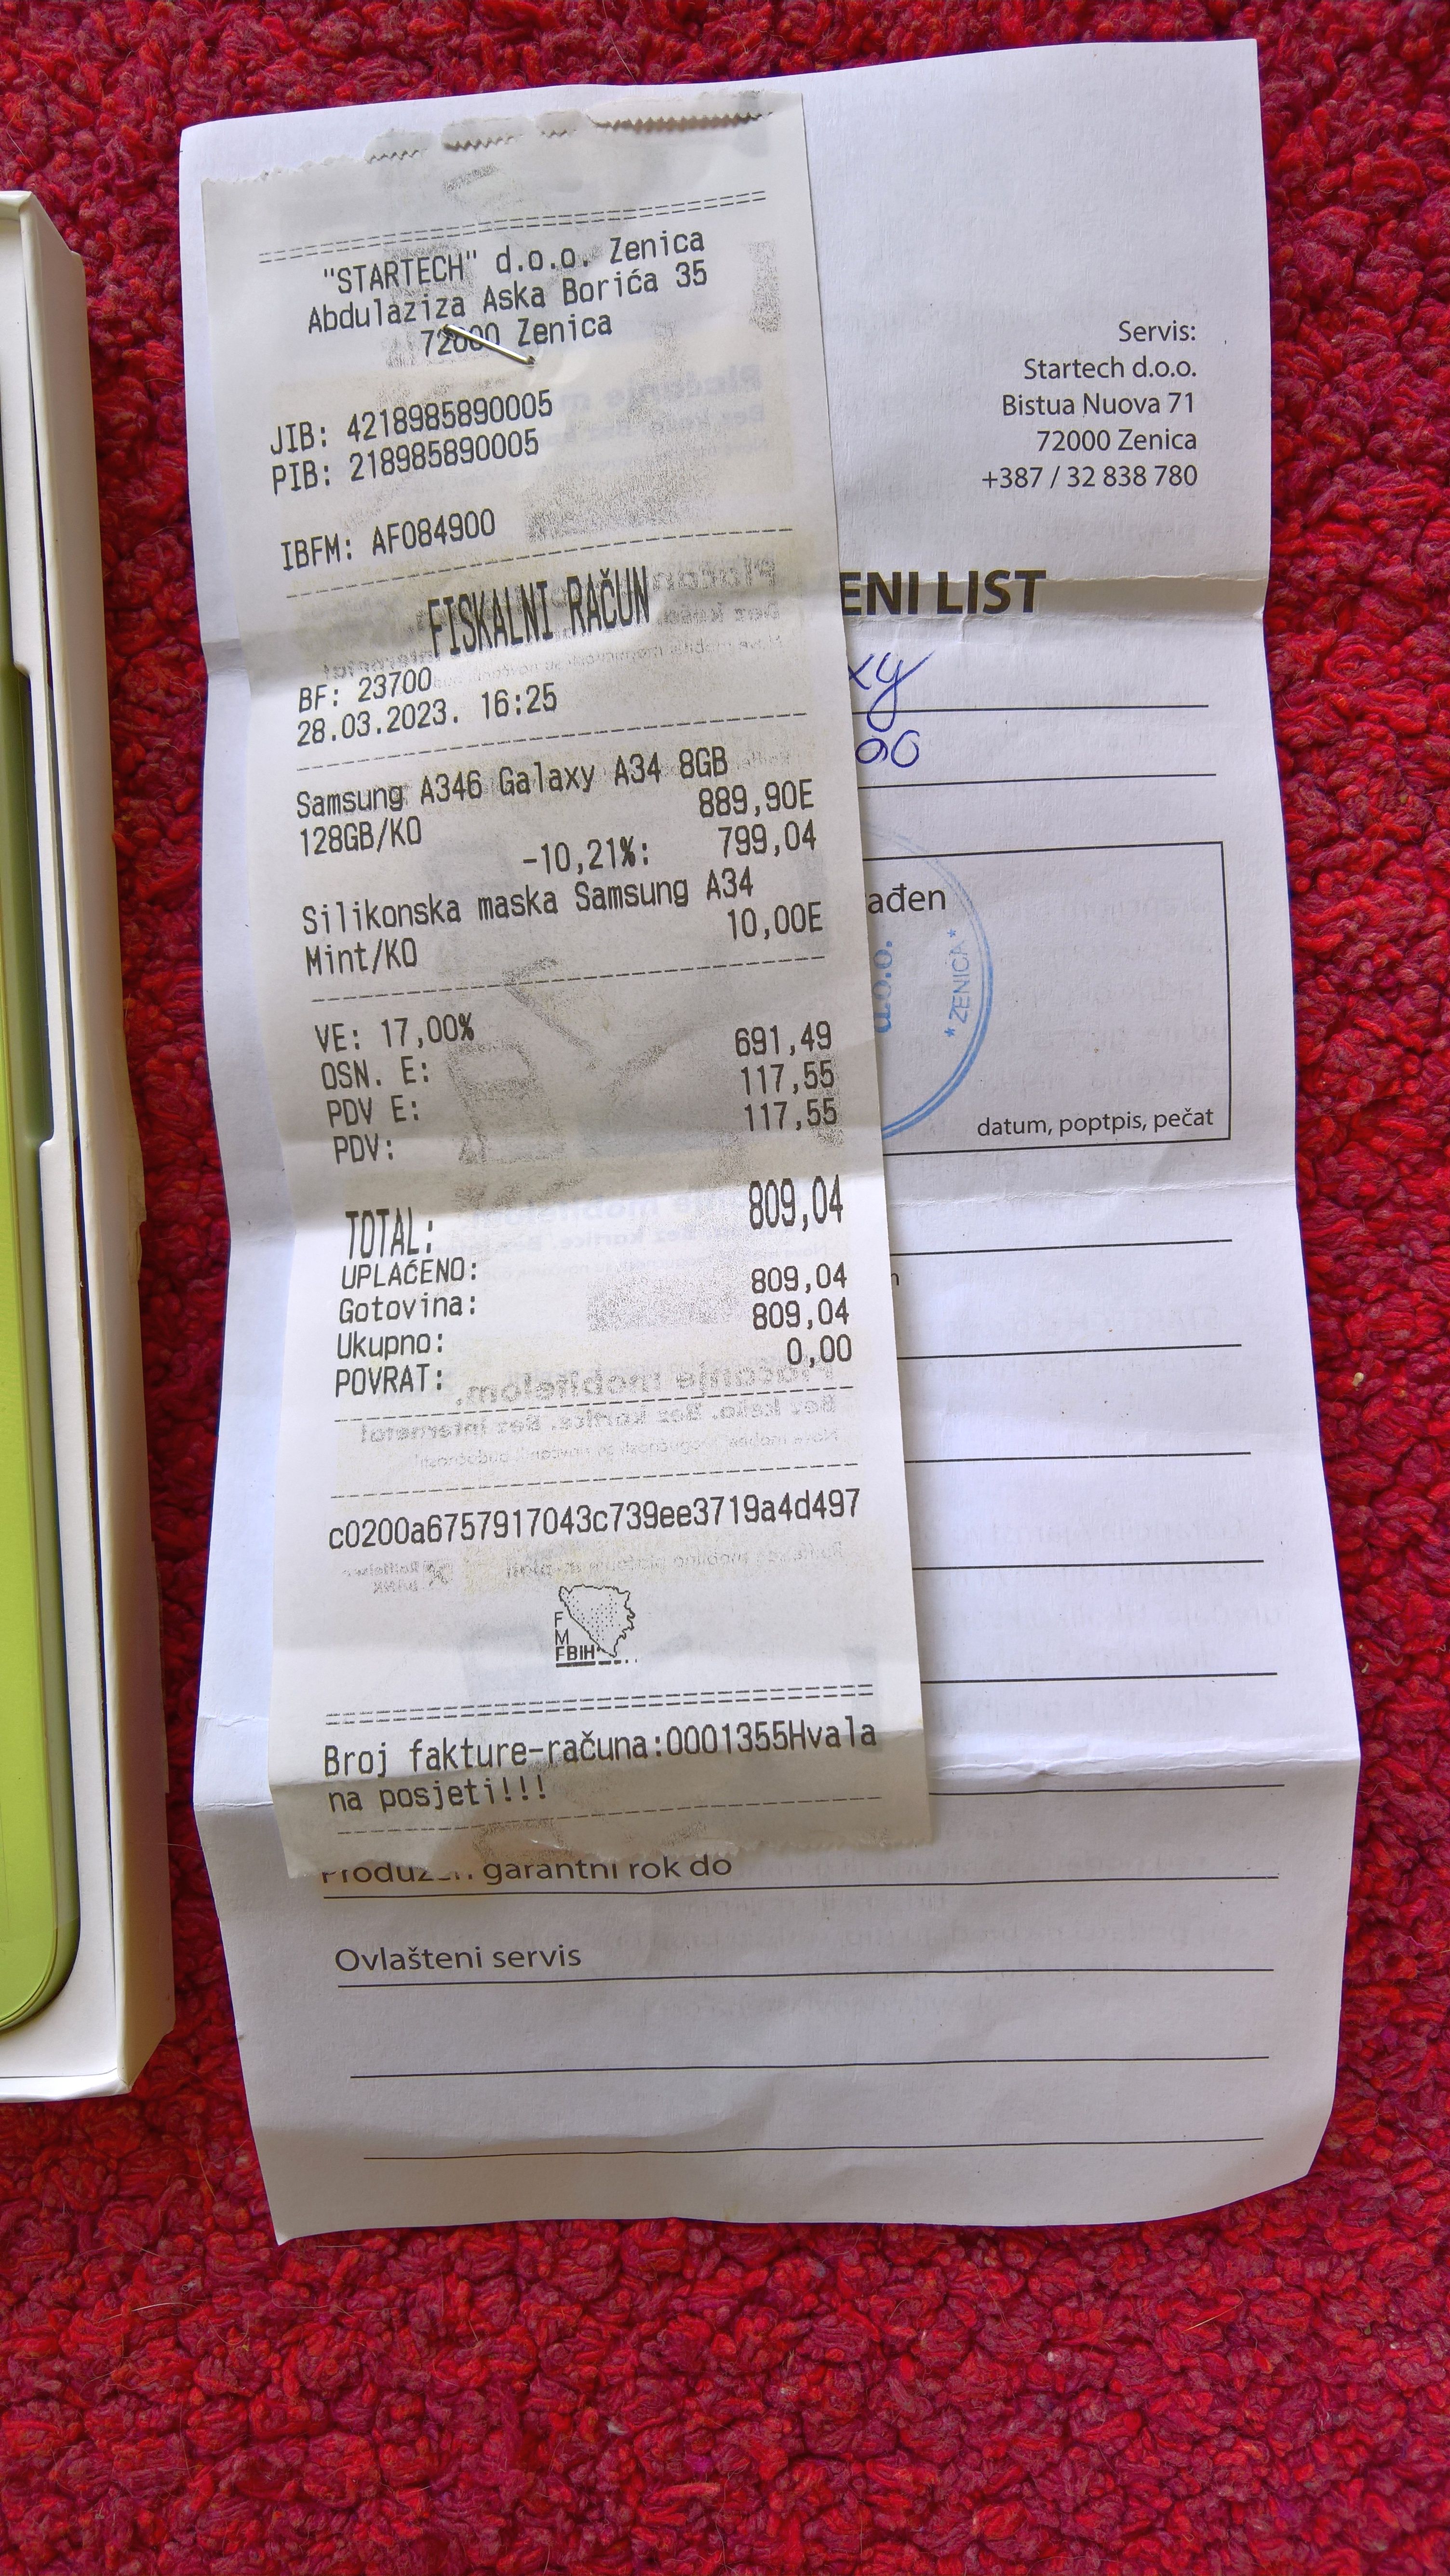 "STARTECH" d.o.o. Zenica
Abdulaziza Aska Borića 35
72000 Zenica
JIB: 4218985890005
PIB: 218985890005
IBFM: AF084900
FISKALNI RAČUN
BF: 23700
28.03.2023. 16:25
Samsung A346 Galaxy A34 8GB
128GB/KO 889,90E
-10,21%: 799,04
Silikonska maska Samsung A34
Mint/KO 10,00E
VE: 17,00%
OSN. E: 691,49
PDV E: 117,55
PDV: 117,55
TOTAL: 809,04
UPLAĆENO:
Gotovina: 809,04
Ukupno: 809,04
POVRAT: 0,00
c0200a6757917043c739ee3719a4d497
F
M
FBiH
Broj fakture-računa:0001355Hvala
na posjeti!!!
Servis:
Startech d.o.o.
Bistua Nuova 71
72000 Zenica
+387 / 32 838 780
ENI LIST
xy
00
ađen
d.o.o.
* ZENICA *
datum, poptpis, pečat
garantni rok do
Ovlašteni servis